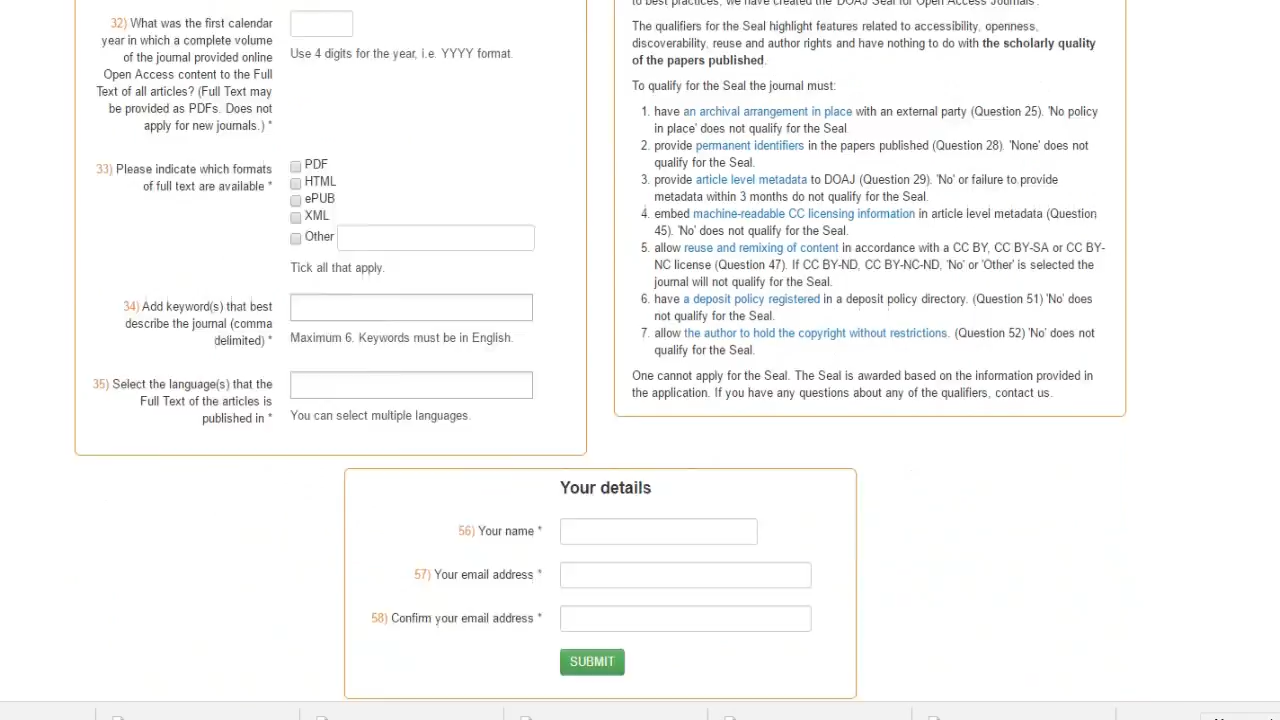 32) What was the first calendar
year in which a complete volume
of the journal provided online
Open Access content to the Full
Text of all articles? (Full Text may
be provided as PDFs. Does not
apply for new journals.) *
Use 4 digits for the year, i.e. YYYY format.
33) Please indicate which formats
of full text are available *
PDF
HTML
ePUB
XML
Other
Tick all that apply.
34) Add keyword(s) that best
describe the journal (comma
delimited) *
Maximum 6. Keywords must be in English.
35) Select the language(s) that the
Full Text of the articles is
published in *
You can select multiple languages.
to best practices, we have created the 'DOAJ Seal for Open Access Journals'.
The qualifiers for the Seal highlight features related to accessibility, openness,
discoverability, reuse and author rights and have nothing to do with the scholarly quality
of the papers published.
To qualify for the Seal the journal must:
1. have an archival arrangement in place with an external party (Question 25). 'No policy
in place' does not qualify for the Seal
2. provide permanent identifiers in the papers published (Question 28). 'None' does not
qualify for the Seal.
3. provide article level metadata to DOAJ (Question 29). 'No' or failure to provide
metadata within 3 months do not qualify for the Seal.
4. embed machine-readable CC licensing information in article level metadata (Question
45). 'No' does not qualify for the Seal.
5. allow reuse and remixing of content in accordance with a CC BY, CC BY-SA or CC BY-
NC license (Question 47). If CC BY-ND, CC BY-NC-ND, 'No' or 'Other' is selected the
journal will not qualify for the Seal.
6. have a deposit policy registered in a deposit policy directory. (Question 51) 'No' does
not qualify for the Seal.
7. allow the author to hold the copyright without restrictions. (Question 52) 'No' does not
qualify for the Seal.
One cannot apply for the Seal. The Seal is awarded based on the information provided in
the application. If you have any questions about any of the qualifiers, contact us.
Your details
56) Your name *
57) Your email address *
58) Confirm your email address *
SUBMIT